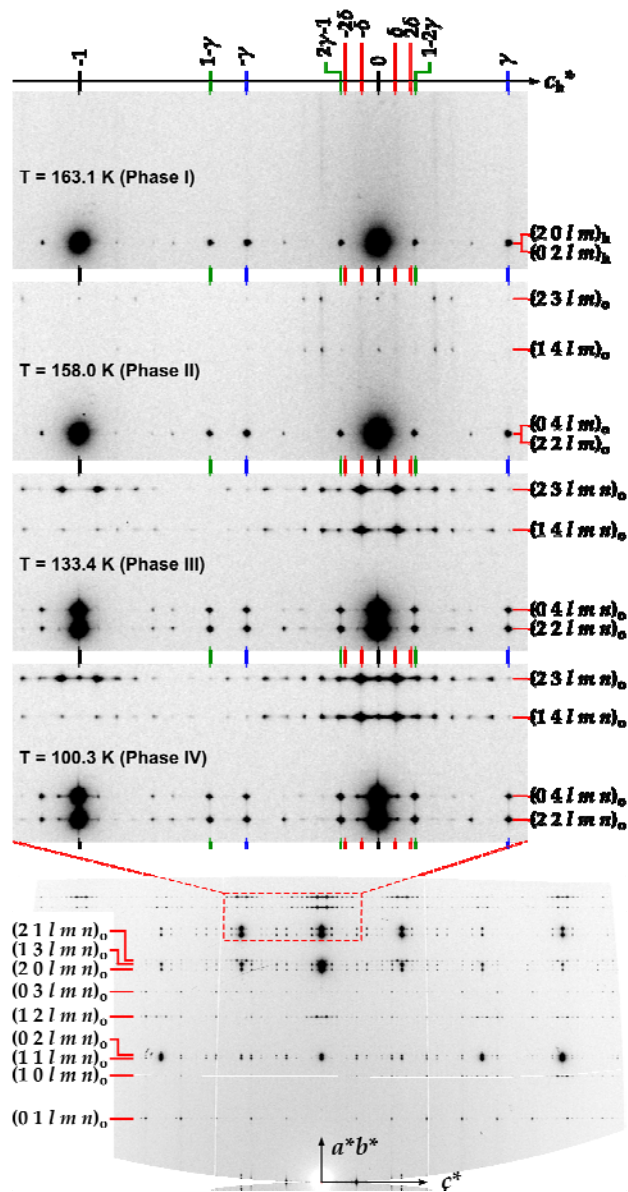 -1
1-γ
-γ
2γ-1
-2δ
-δ
0
δ
2δ
1-2γ
γ
c_h*
T = 163.1 K (Phase I)
(2 0 l m)_h
(0 2 l m)_h
(2 3 l m)_o
(1 4 l m)_o
T = 158.0 K (Phase II)
(0 4 l m)_o
(2 2 l m)_o
(2 3 l m n)_o
(1 4 l m n)_o
T = 133.4 K (Phase III)
(0 4 l m n)_o
(2 2 l m n)_o
(2 3 l m n)_o
(1 4 l m n)_o
T = 100.3 K (Phase IV)
(0 4 l m n)_o
(2 2 l m n)_o
(2 1 l m n)_o
(1 3 l m n)_o
(2 0 l m n)_o
(0 3 l m n)_o
(1 2 l m n)_o
(0 2 l m n)_o
(1 1 l m n)_o
(1 0 l m n)_o
(0 1 l m n)_o
a*b*
c*